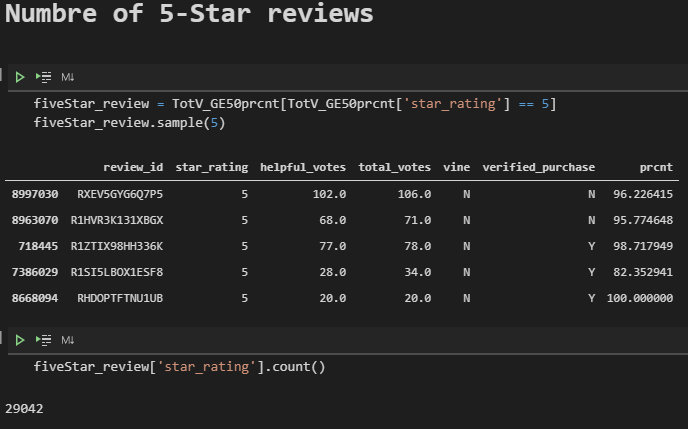 Numbre of 5-Star reviews
M↓
fiveStar_review = TotV_GE50prcnt[TotV_GE50prcnt['star_rating'] == 5]
fiveStar_review.sample(5)
review_id star_rating helpful_votes total_votes vine verified_purchase prcnt
8997030 RXEV5GYG6Q7P5 5 102.0 106.0 N N 96.226415
8963070 R1HVR3K131XBGX 5 68.0 71.0 N N 95.774648
718445 R1ZTIX98HH336K 5 77.0 78.0 N Y 98.717949
7386029 R1SI5LBOX1ESF8 5 28.0 34.0 N Y 82.352941
8668094 RHDOPTFTNU1UB 5 20.0 20.0 N Y 100.000000
M↓
fiveStar_review['star_rating'].count()
29042